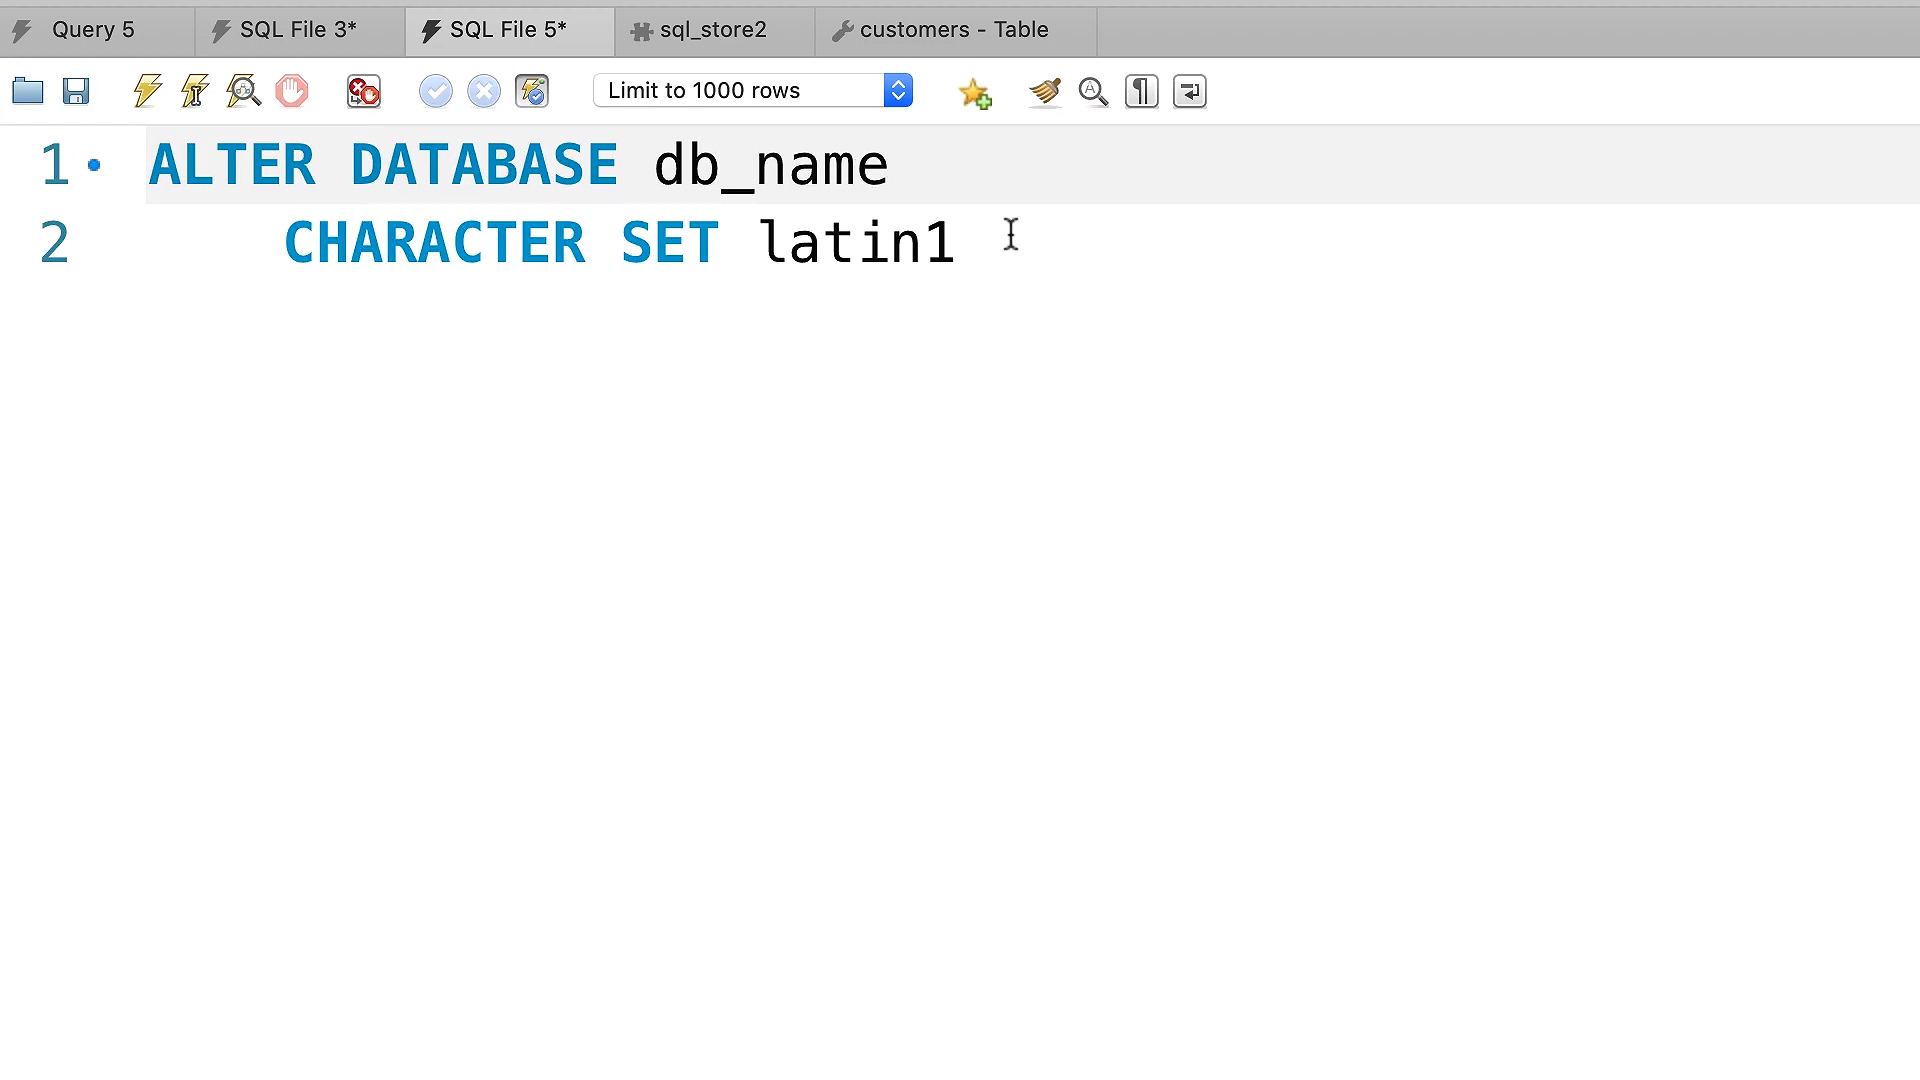 Query 5 SQL File 3* SQL File 5* sql_store2 customers - Table
Limit to 1000 rows
1 ALTER DATABASE db_name
2 CHARACTER SET latin1